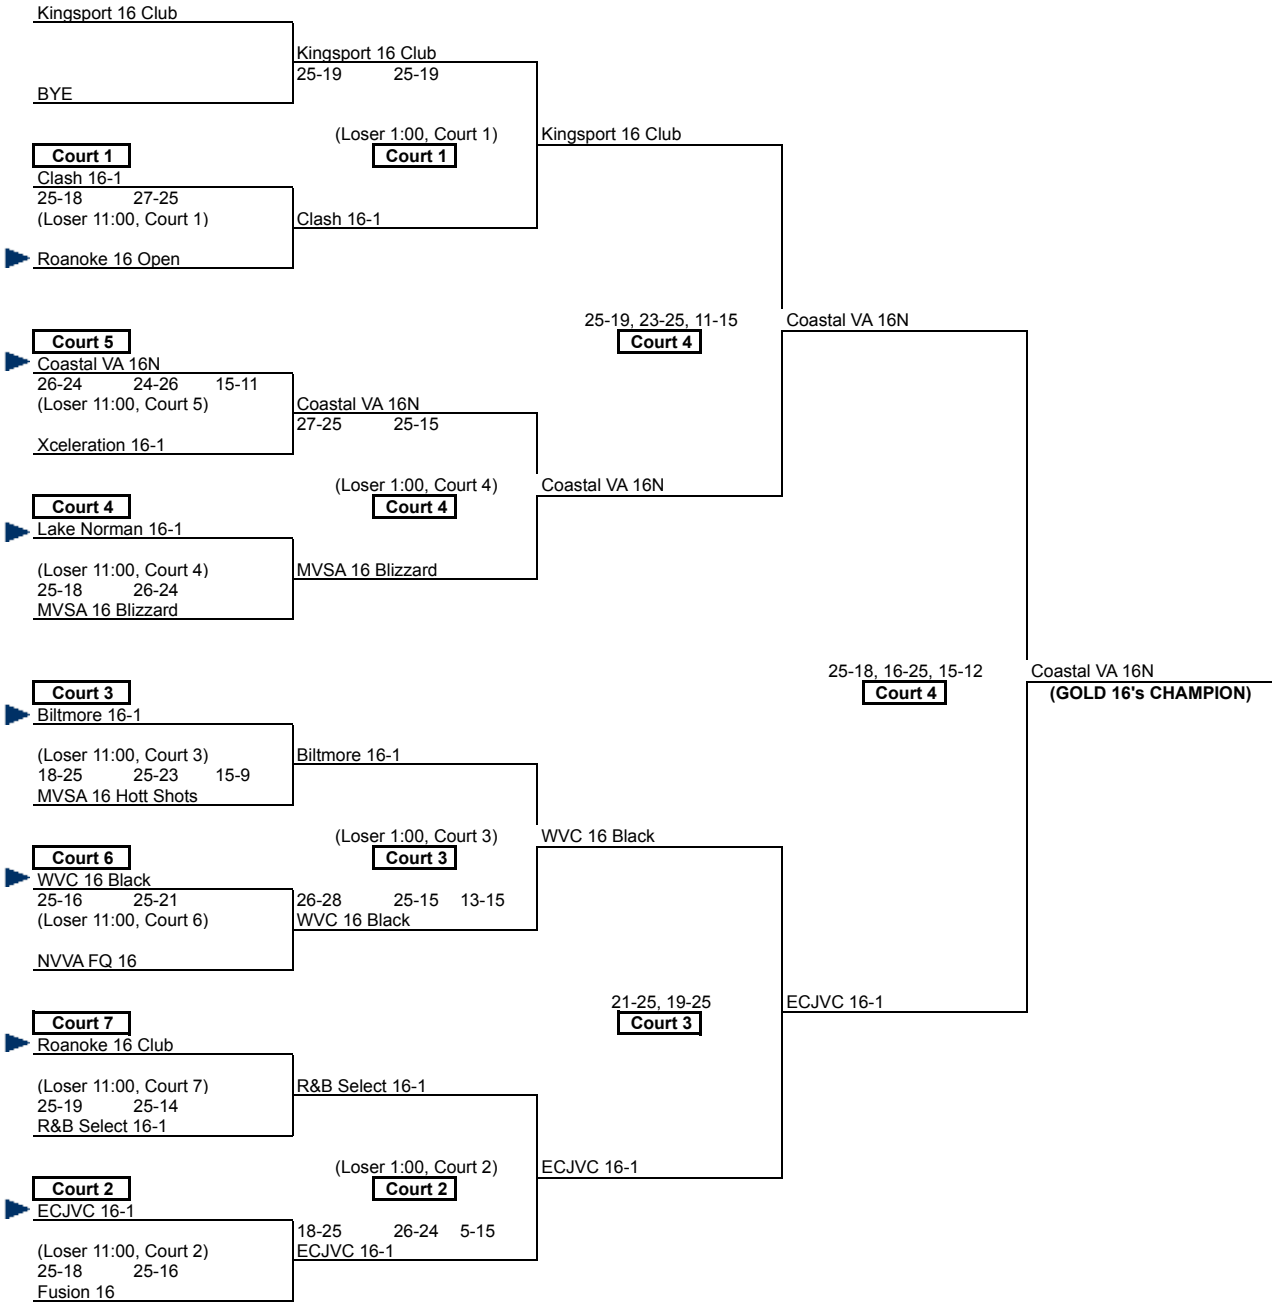 Kingsport 16 Club
Kingsport 16 Club
25-19 25-19
BYE
(Loser 1:00, Court 1) Kingsport 16 Club
Court 1 Court 1
Clash 16-1
25-18 27-25
(Loser 11:00, Court 1) Clash 16-1
Roanoke 16 Open
25-19, 23-25, 11-15 Coastal VA 16N
Court 5 Court 4
Coastal VA 16N
26-24 24-26 15-11
(Loser 11:00, Court 5) Coastal VA 16N
27-25 25-15
Xceleration 16-1
(Loser 1:00, Court 4) Coastal VA 16N
Court 4 Court 4
Lake Norman 16-1
(Loser 11:00, Court 4) MVSA 16 Blizzard
25-18 26-24
MVSA 16 Blizzard
25-18, 16-25, 15-12 Coastal VA 16N
Court 3 Court 4 (GOLD 16's CHAMPION)
Biltmore 16-1
(Loser 11:00, Court 3) Biltmore 16-1
18-25 25-23 15-9
MVSA 16 Hott Shots
(Loser 1:00, Court 3) WVC 16 Black
Court 6 Court 3
WVC 16 Black
25-16 25-21 26-28 25-15 13-15
(Loser 11:00, Court 6) WVC 16 Black
NVVA FQ 16
21-25, 19-25 ECJVC 16-1
Court 7 Court 3
Roanoke 16 Club
(Loser 11:00, Court 7) R&B Select 16-1
25-19 25-14
R&B Select 16-1
(Loser 1:00, Court 2) ECJVC 16-1
Court 2 Court 2
ECJVC 16-1
18-25 26-24 5-15
(Loser 11:00, Court 2) ECJVC 16-1
25-18 25-16
Fusion 16